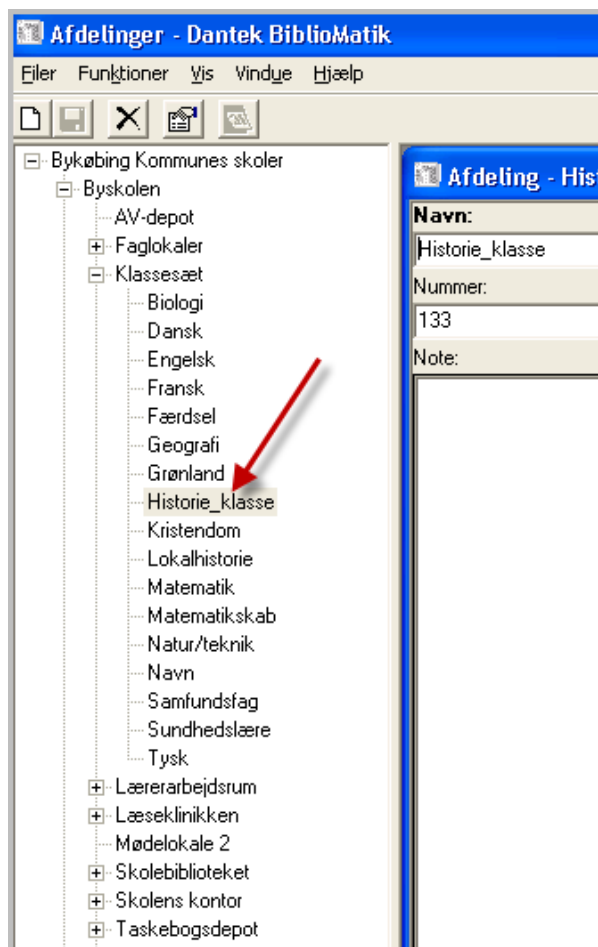 Afdelinger - Dantek BiblioMatik
Filer Funktioner Vis Vindue Hjælp
Bykøbing Kommunes skoler
Byskolen
AV-depot
Faglokaler
Klassesæt
Biologi
Dansk
Engelsk
Fransk
Færdsel
Geografi
Grønland
Historie_klasse
Kristendom
Lokalhistorie
Matematik
Matematikskab
Natur/teknik
Navn
Samfundsfag
Sundhedslære
Tysk
Lærerarbejdsrum
Læseklinikken
Mødelokale 2
Skolebiblioteket
Skolens kontor
Taskebogsdepot
Afdeling - His
Navn:
Historie_klasse
Nummer:
133
Note: